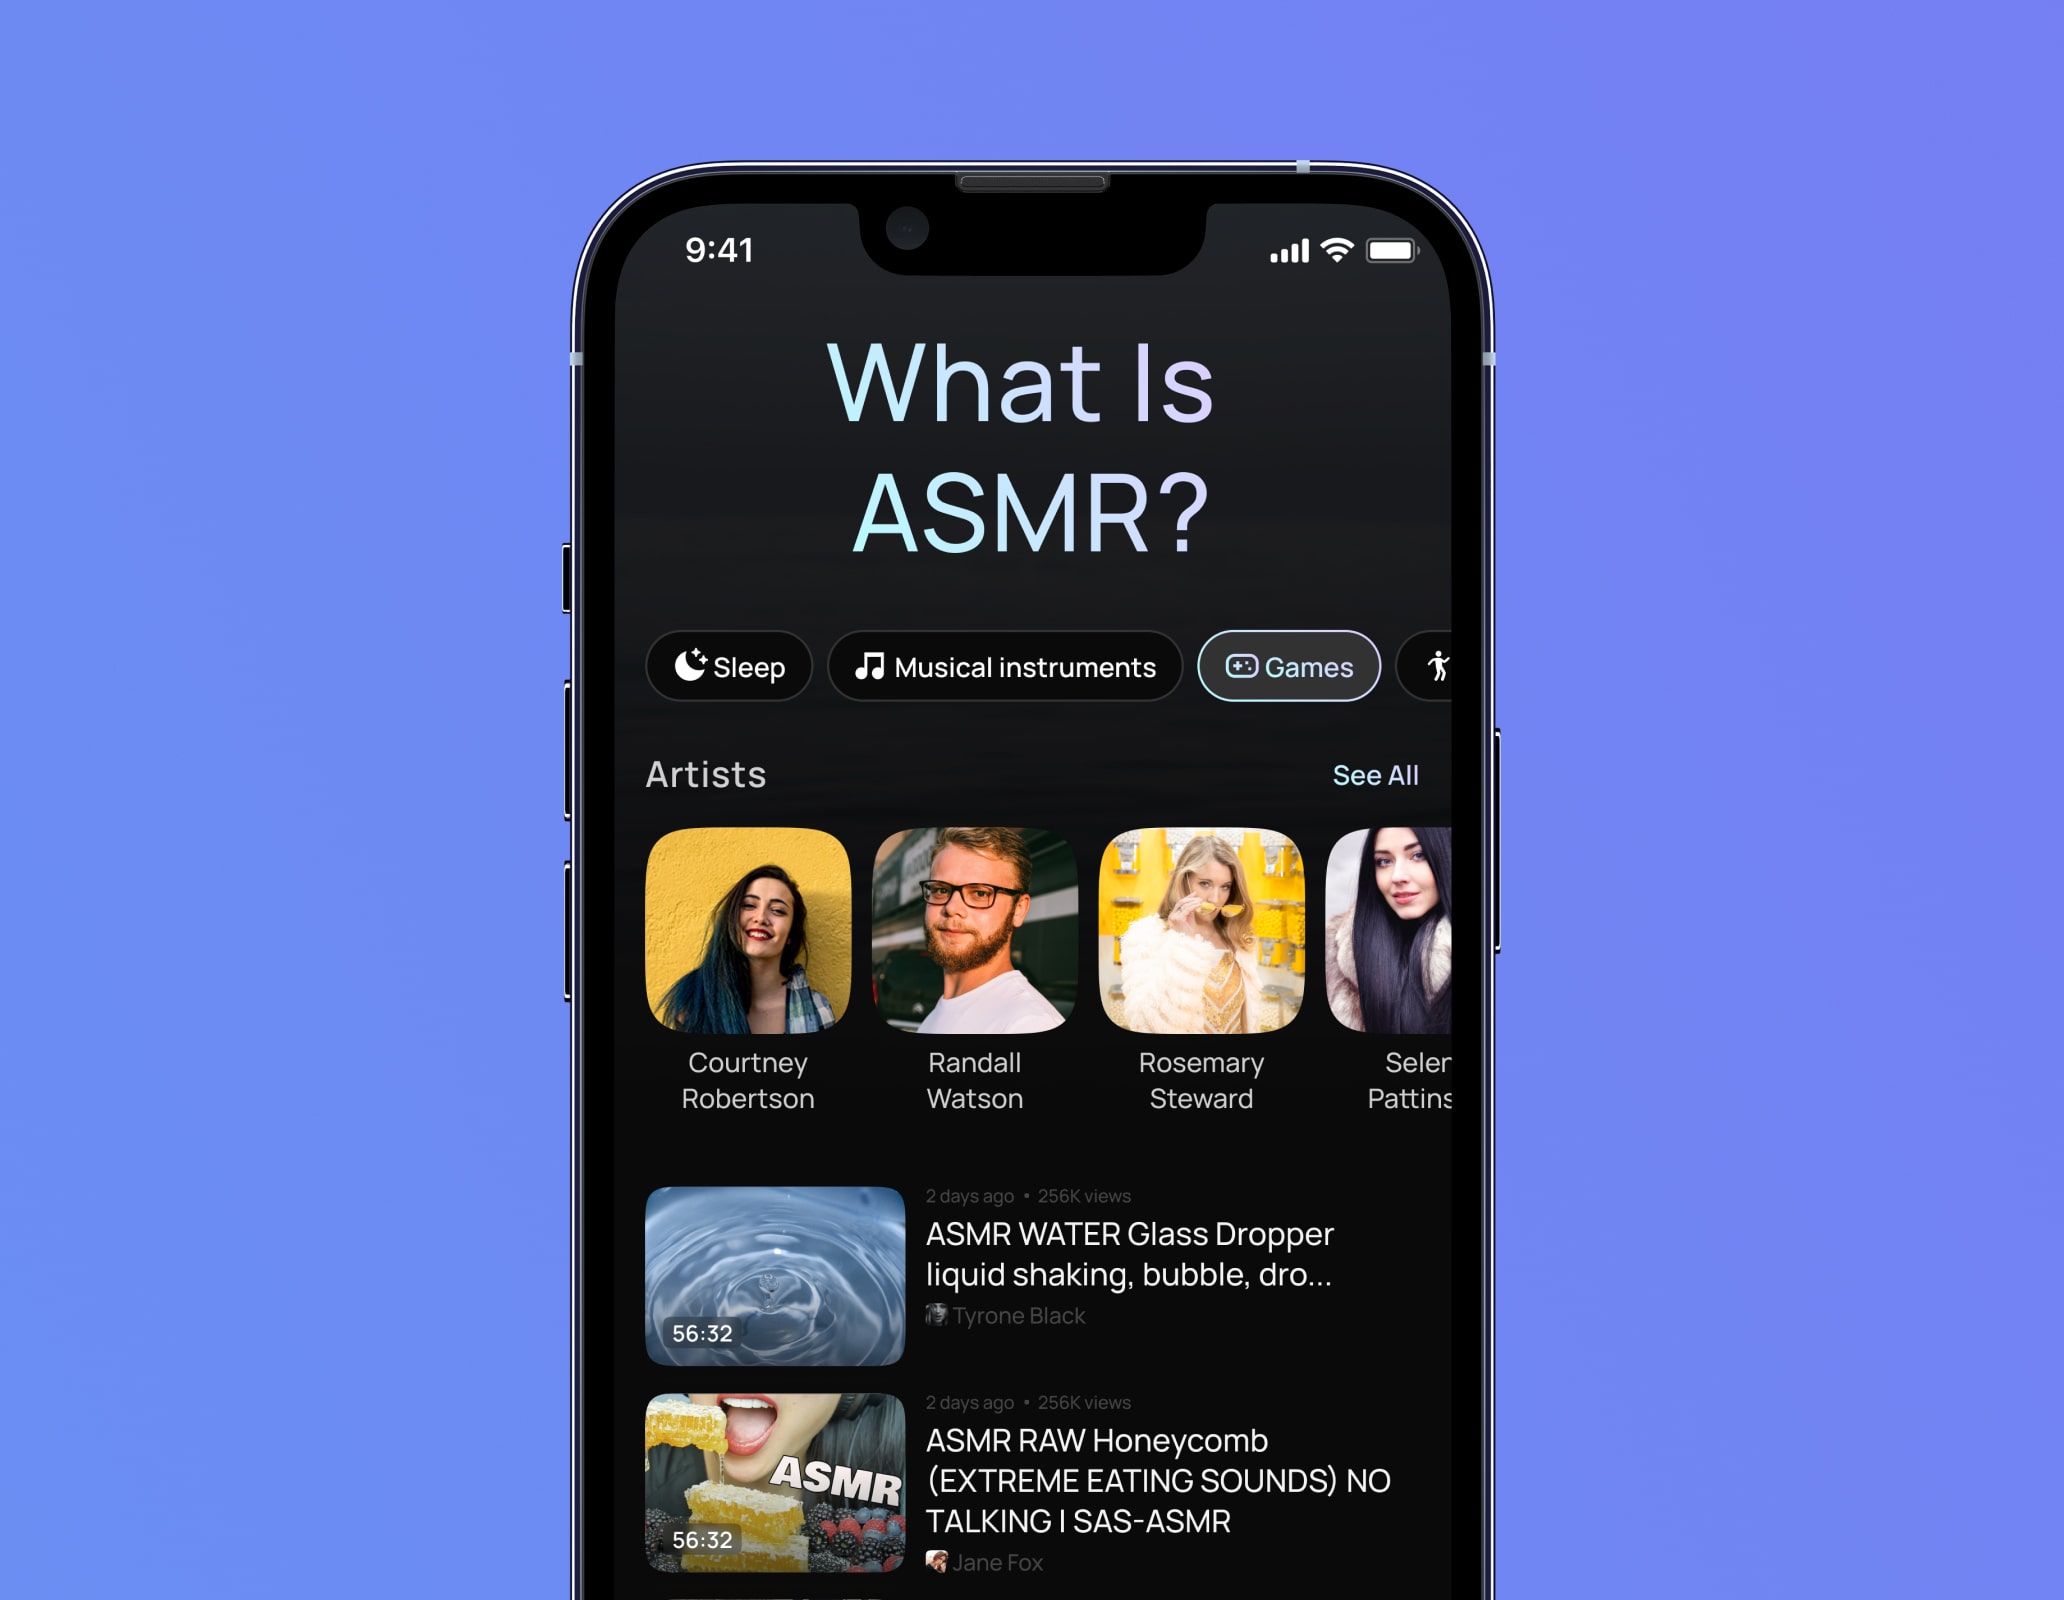 9:41
What Is
ASMR?
Sleep
Musical instruments
Games
Artists
See All
Courtney
Robertson
Randall
Watson
Rosemary
Steward
Selen
Pattins
2 days ago • 256K views
ASMR WATER Glass Dropper
liquid shaking, bubble, dro...
Tyrone Black
56:32
2 days ago • 256K views
ASMR RAW Honeycomb
(EXTREME EATING SOUNDS) NO
TALKING I SAS-ASMR
Jane Fox
ASMR
56:32